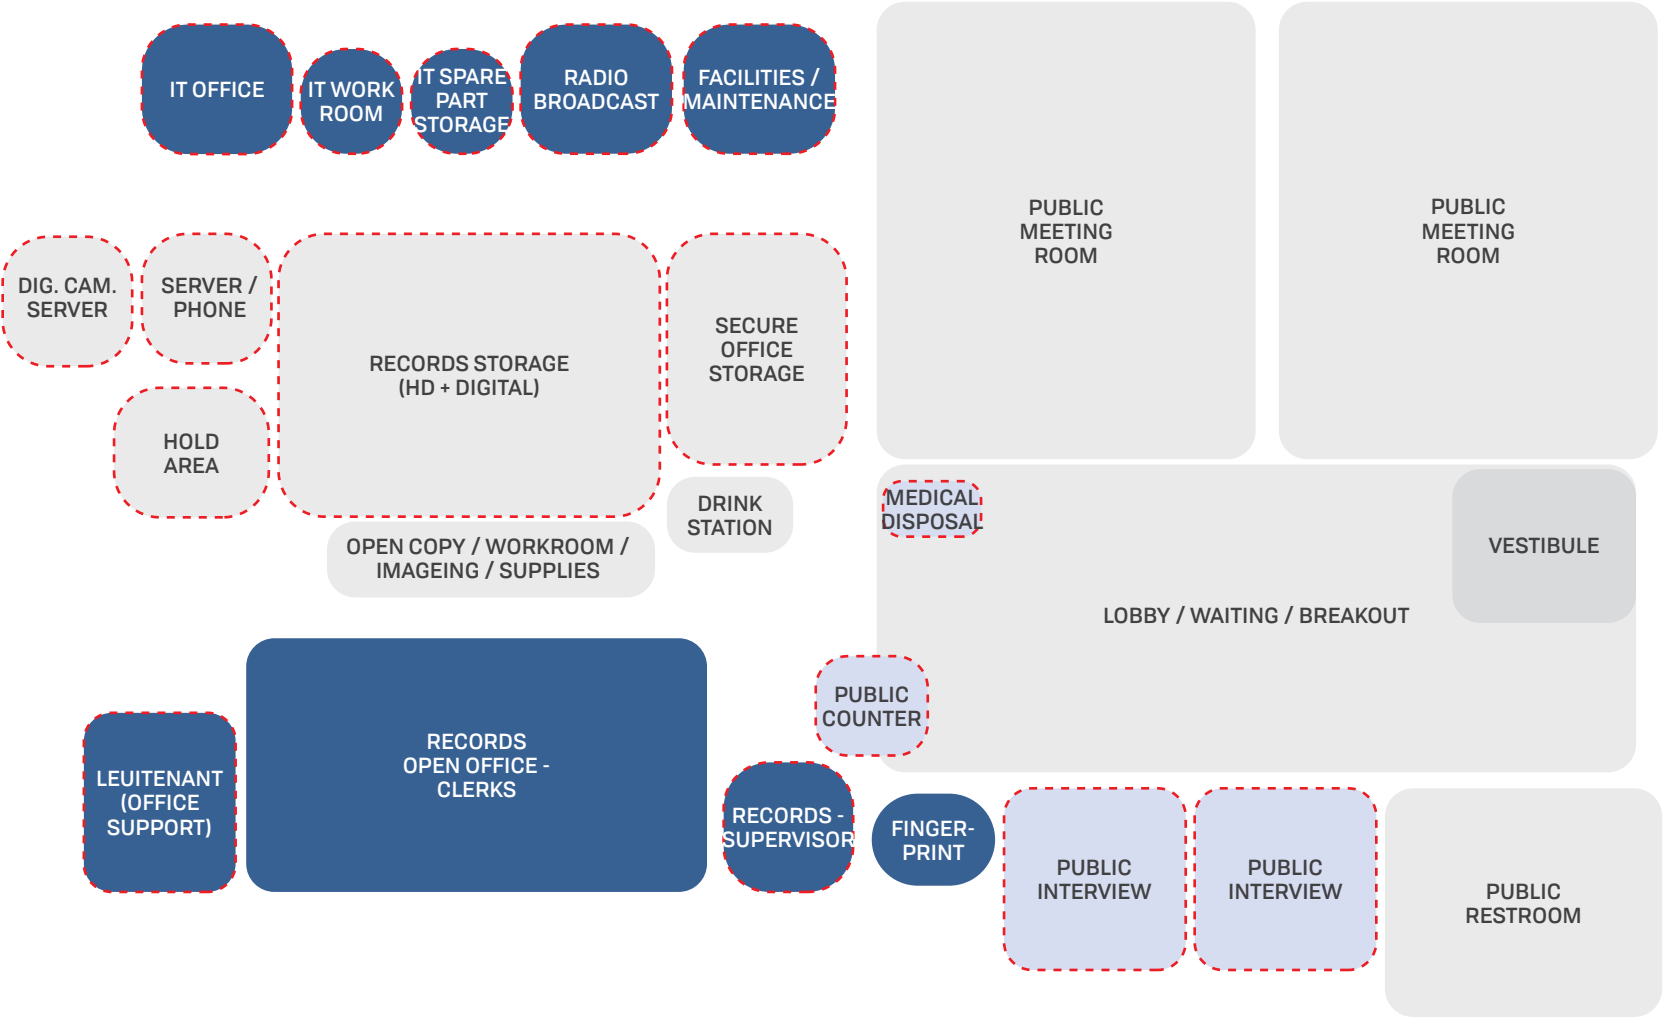 IT OFFICE
IT WORK
ROOM
IT SPARE
PART
STORAGE
RADIO
BROADCAST
FACILITIES /
MAINTENANCE
PUBLIC
MEETING
ROOM
PUBLIC
MEETING
ROOM
DIG. CAM.
SERVER
SERVER /
PHONE
RECORDS STORAGE
(HD + DIGITAL)
SECURE
OFFICE
STORAGE
HOLD
AREA
DRINK
STATION
OPEN COPY / WORKROOM /
IMAGEING / SUPPLIES
MEDICAL
DISPOSAL
VESTIBULE
LOBBY / WAITING / BREAKOUT
PUBLIC
COUNTER
LEUITENANT
(OFFICE
SUPPORT)
RECORDS
OPEN OFFICE -
CLERKS
RECORDS -
SUPERVISOR
FINGER-
PRINT
PUBLIC
INTERVIEW
PUBLIC
INTERVIEW
PUBLIC
RESTROOM